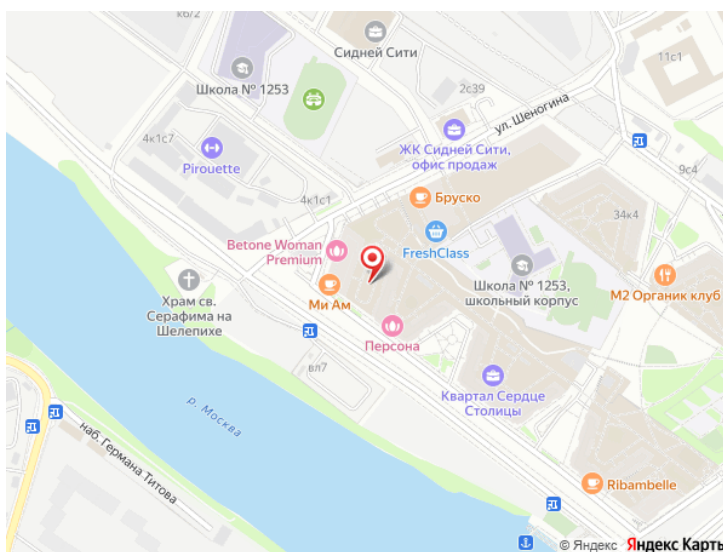 к6/2
Сидней Сити
11с1
Школа № 1253
2с39
ул. Шеногина
4к1с7
ЖК Сидней Сити,
офис продаж
9с4
Pirouette
4к1с1
Бруско
34к4
Betone Woman
Premium
FreshClass
Школа № 1253,
школьный корпус
М2 Органик клуб
Храм св.
Серафима на
Шелепихе
Ми Ам
Персона
вл7
Квартал Сердце
Столицы
р. Москва
наб. Германа Титова
Ribambelle
© Яндекс Яндекс Карты